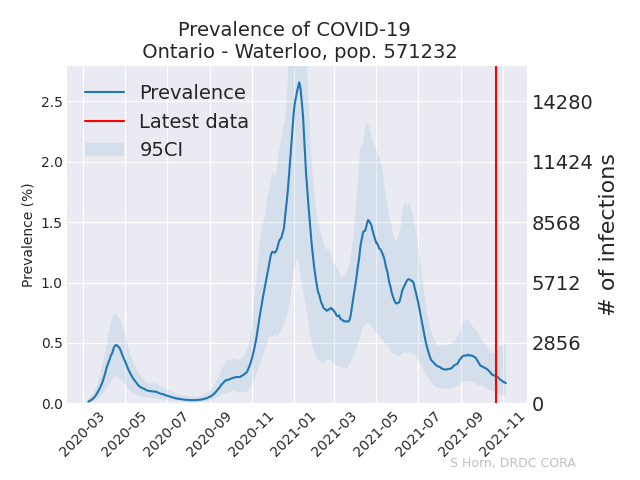 Prevalence of COVID-19
Ontario - Waterloo, pop. 571232
Prevalence
Latest data
95CI
Prevalence (%)
2.5
2.0
1.5
1.0
0.5
0.0
14280
11424
8568
5712
2856
0
# of infections
2020-03
2020-05
2020-07
2020-09
2020-11
2021-01
2021-03
2021-05
2021-07
2021-09
2021-11
S Horn, DRDC CORA